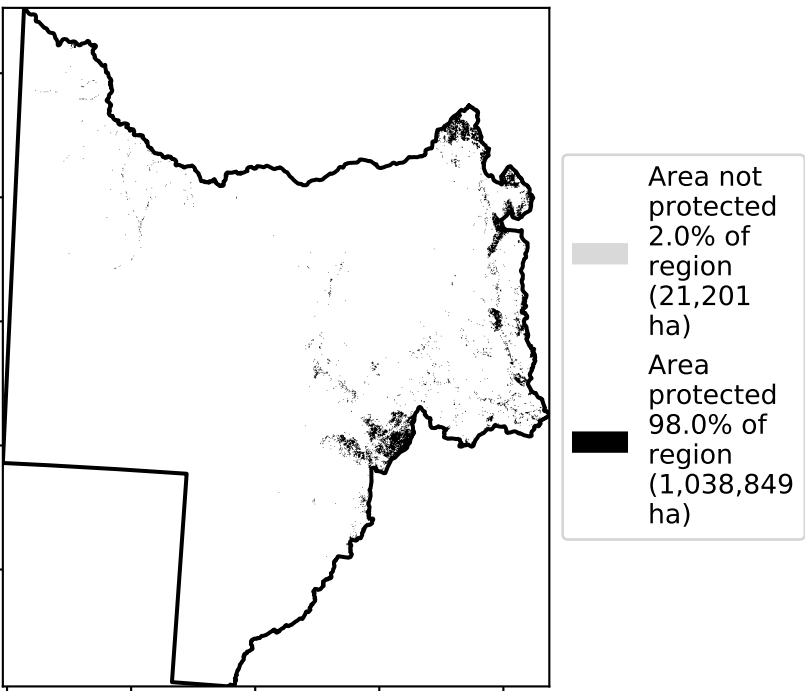 Area not
protected
2.0% of
region
(21,201
ha)
Area
protected
98.0% of
region
(1,038,849
ha)